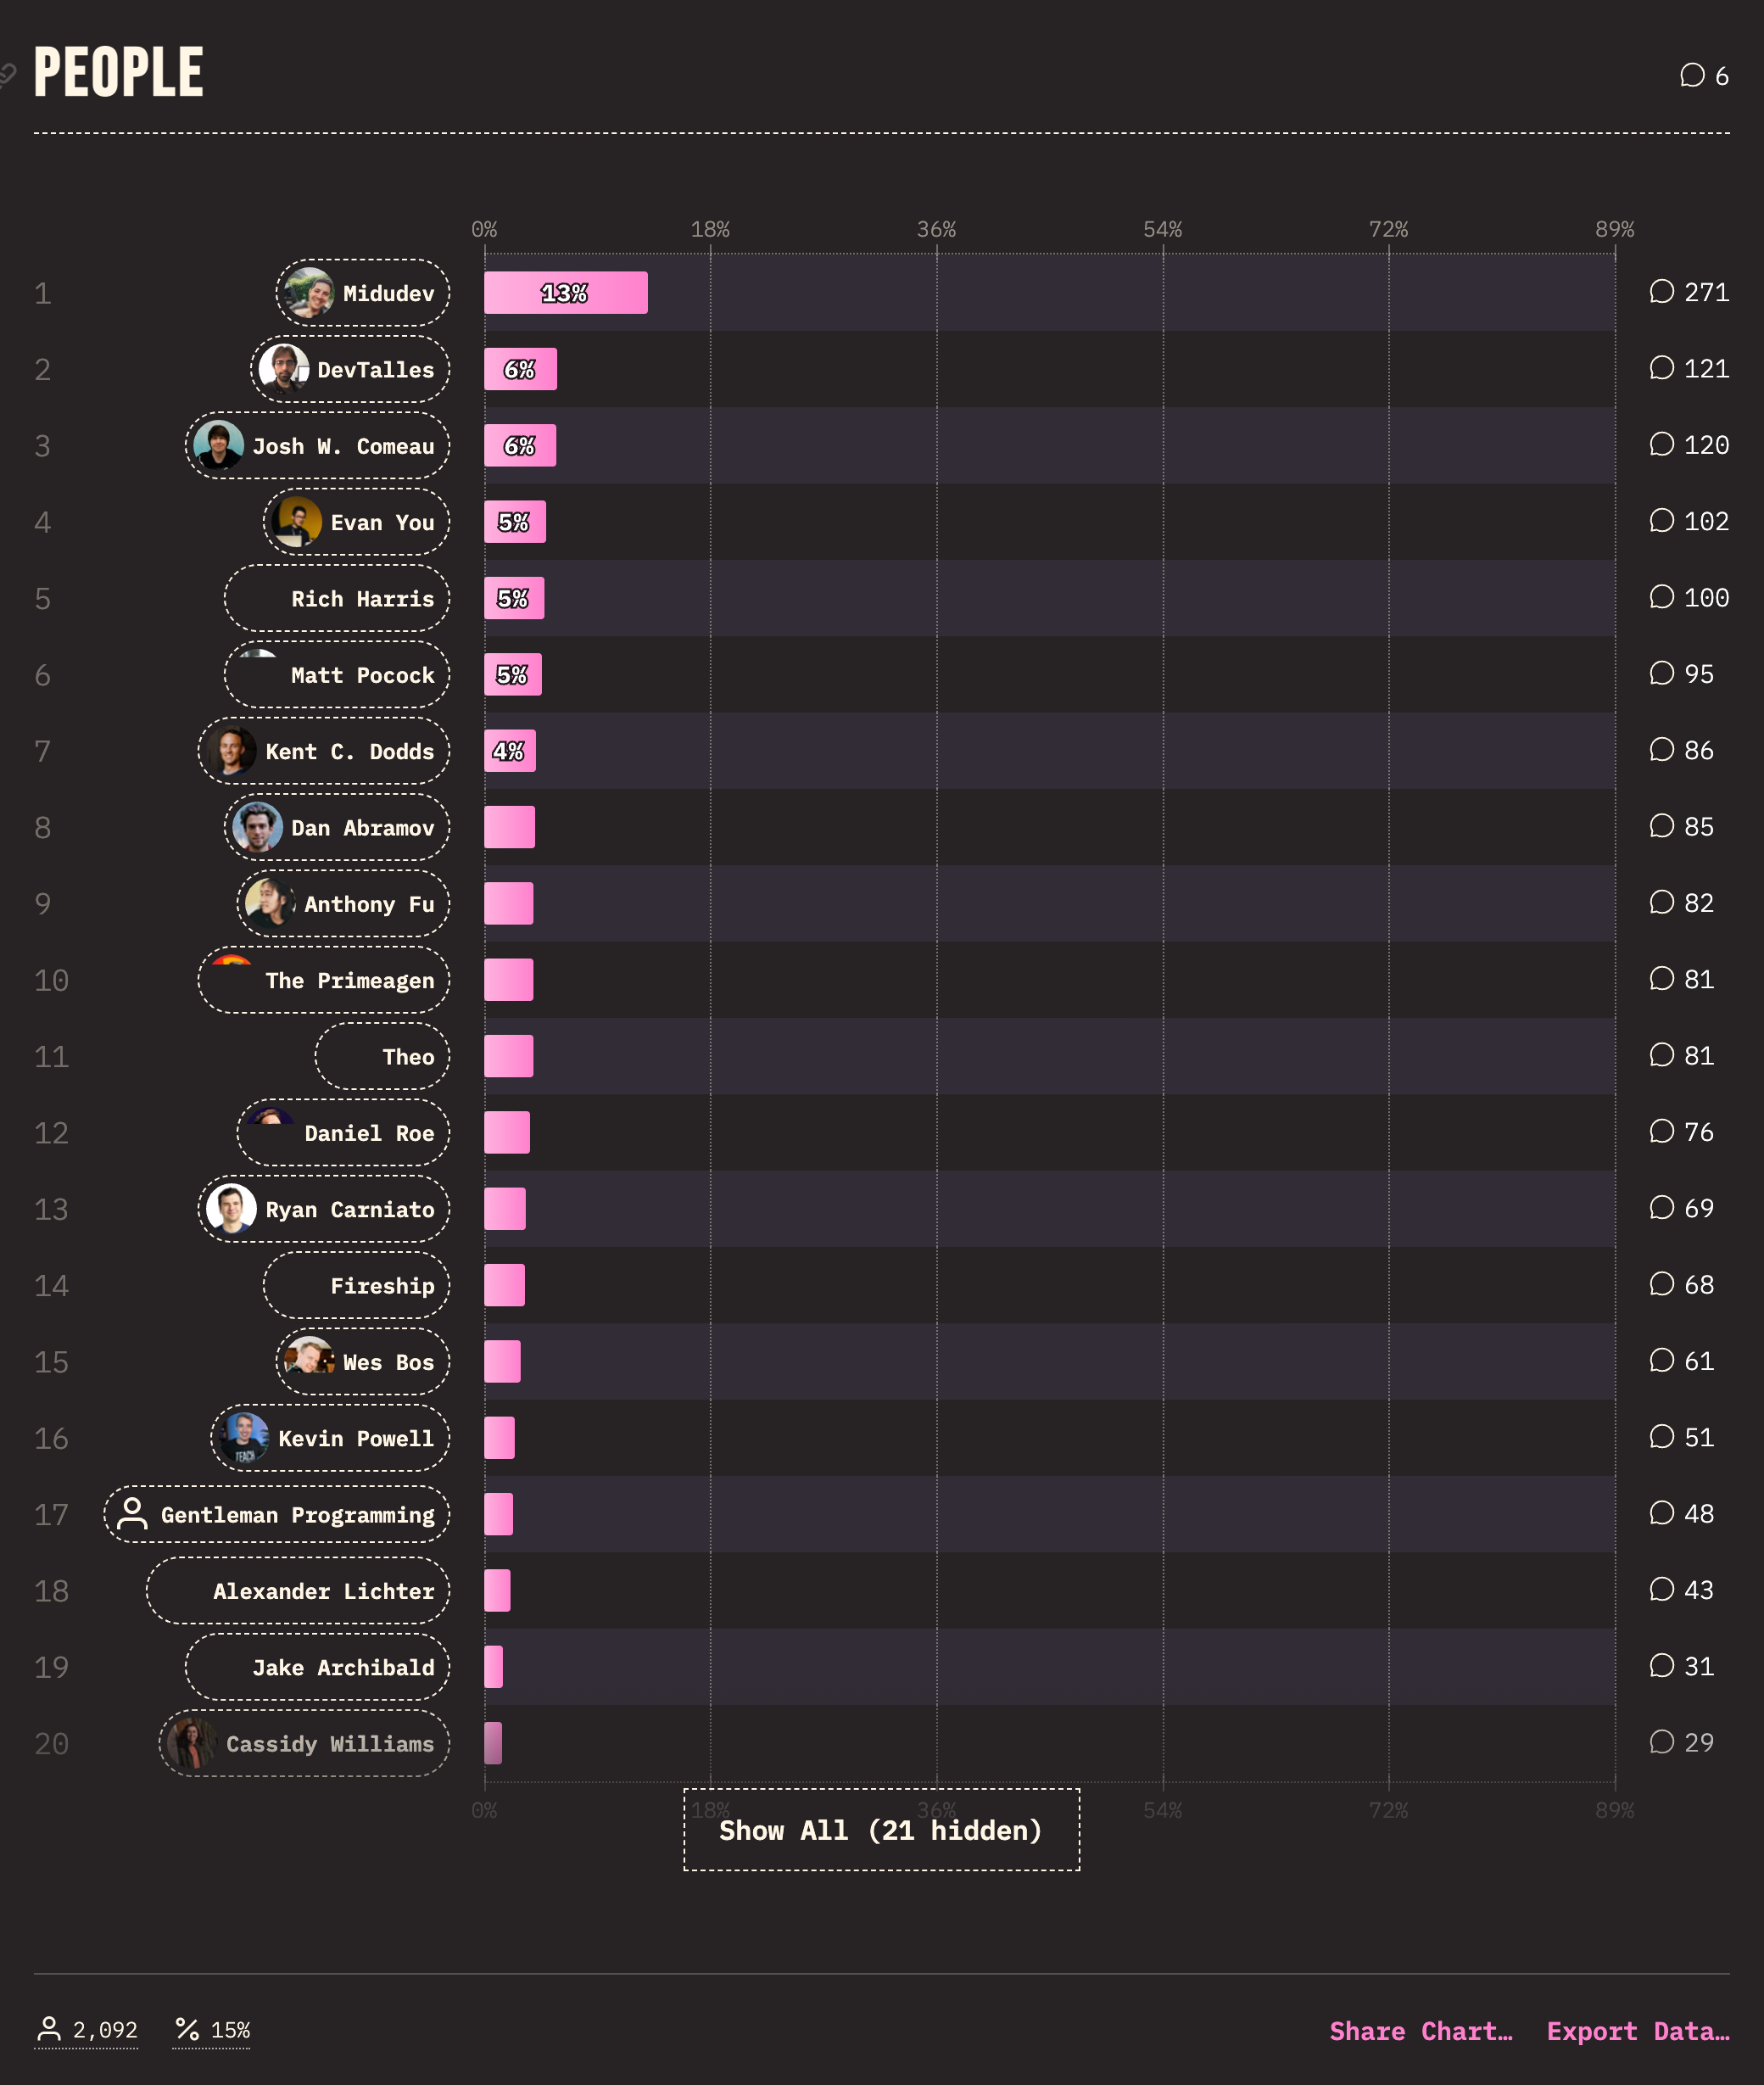 PEOPLE 6
0% 18% 36% 54% 72% 89%
1 Midudev 13% 271
2 DevTalles 6% 121
3 Josh W. Comeau 6% 120
4 Evan You 5% 102
5 Rich Harris 5% 100
6 Matt Pocock 5% 95
7 Kent C. Dodds 4% 86
8 Dan Abramov 85
9 Anthony Fu 82
10 The Primeagen 81
11 Theo 81
12 Daniel Roe 76
13 Ryan Carniato 69
14 Fireship 68
15 Wes Bos 61
16 Kevin Powell 51
17 Gentleman Programming 48
18 Alexander Lichter 43
19 Jake Archibald 31
20 Cassidy Williams 29
0% 18% 36% 54% 72% 89%
Show All (21 hidden)
2,092 % 15% Share Chart… Export Data…